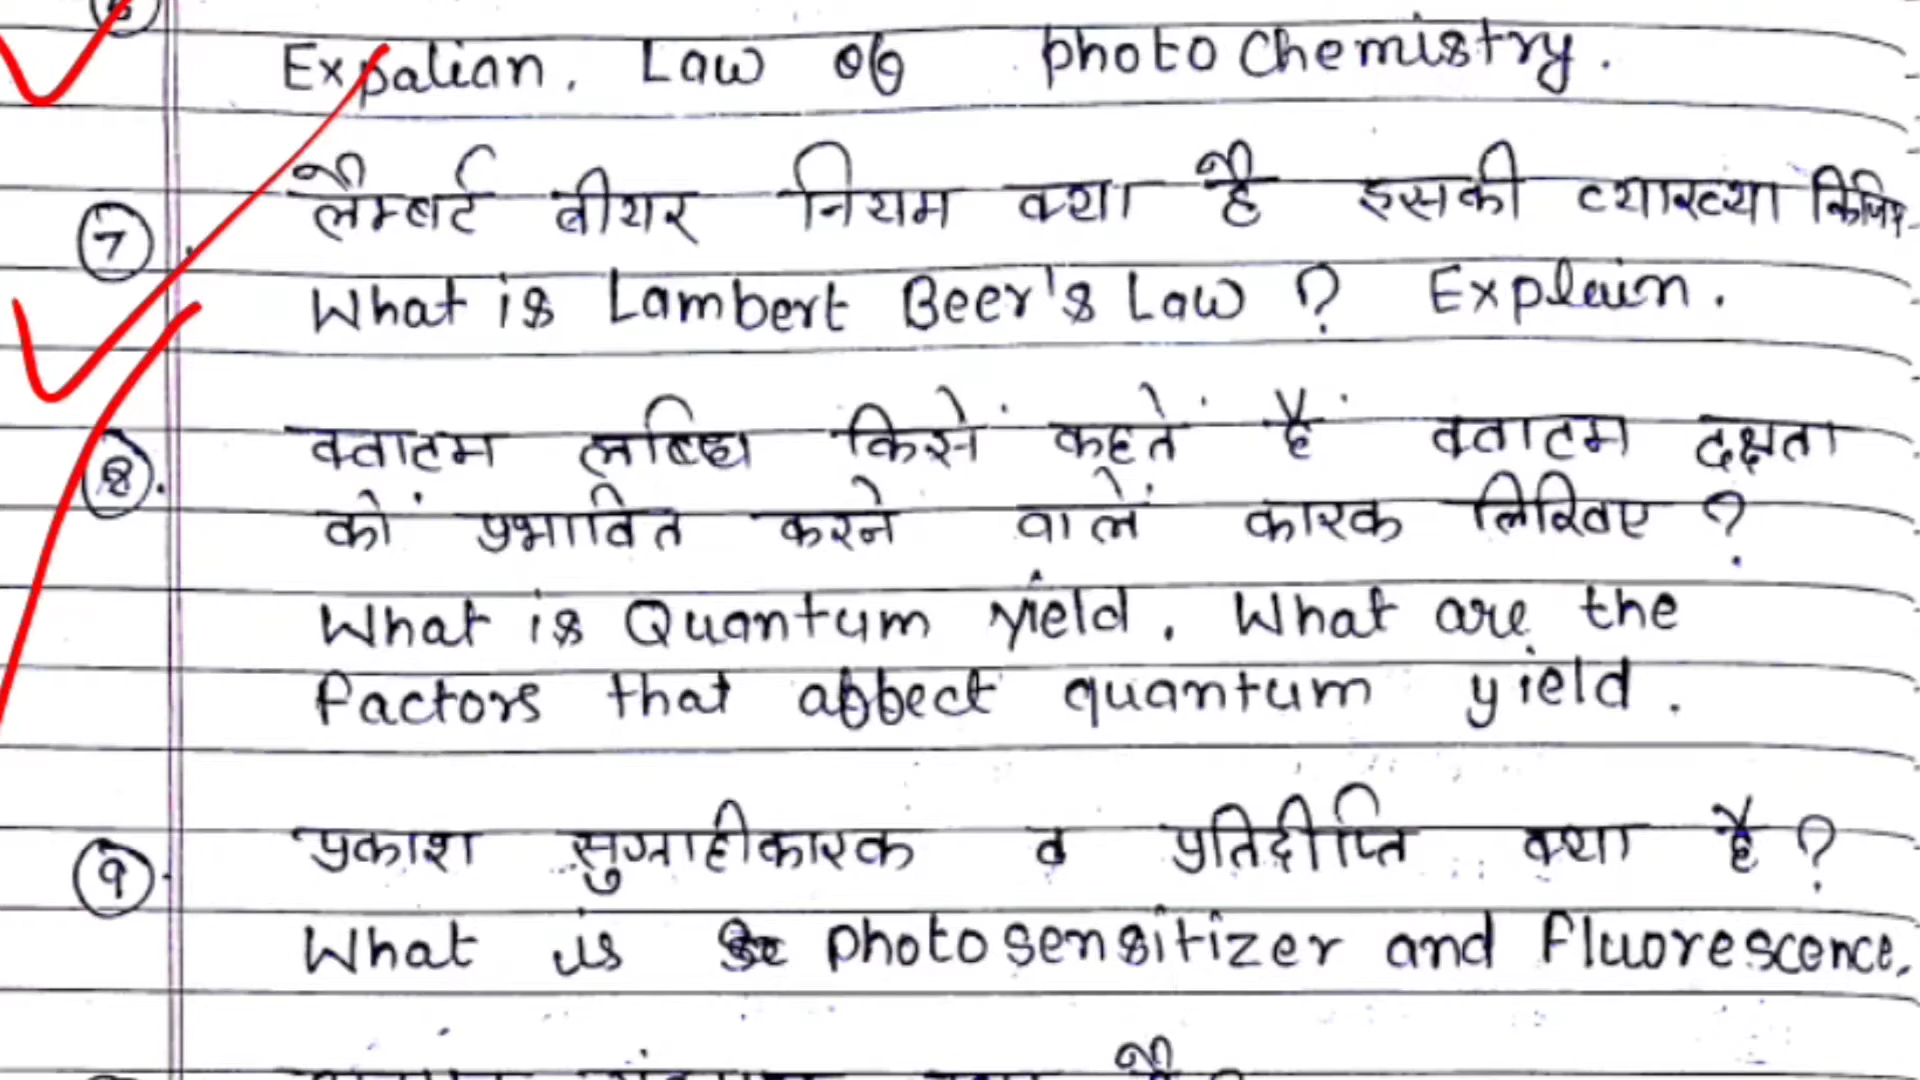 Expalian. Law of photo Chemistry.
7 लैम्बर्ट बीयर नियम क्या है इसकी व्याख्या किजिए
What is Lambert Beer's Law ? Explain.
8. क्वाटम लब्धि किसे कहते है क्वाटम दक्षता
को प्रभावित करने वाले कारक लिखिए ?
What is Quantum yield. What are the
factors that affect quantum yield.
9. प्रकाश सुग्राहीकारक व प्रतिदीप्ति क्या है ?
What is photosensitizer and fluorescence.